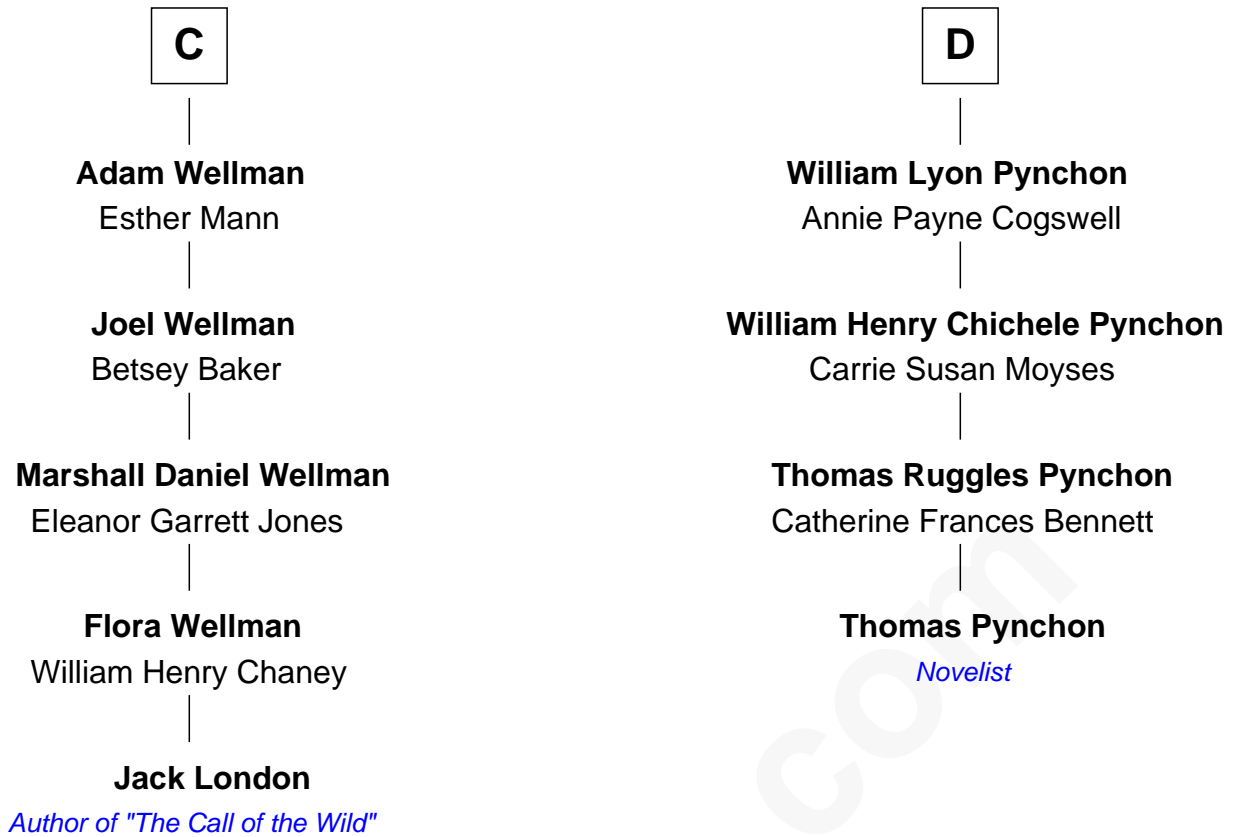 C
Adam Wellman
Esther Mann
Joel Wellman
Betsey Baker
Marshall Daniel Wellman
Eleanor Garrett Jones
Flora Wellman
William Henry Chaney
Jack London
Author of "The Call of the Wild"
D
William Lyon Pynchon
Annie Payne Cogswell
William Henry Chichele Pynchon
Carrie Susan Moyses
Thomas Ruggles Pynchon
Catherine Frances Bennett
Thomas Pynchon
Novelist
com